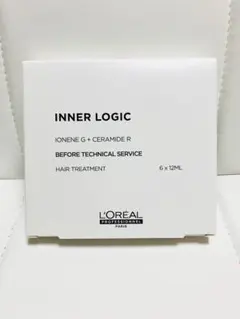 INNER LOGIC
IONENE G + CERAMIDE R
BEFORE TECHNICAL SERVICE
HAIR TREATMENT 6 x 12ML
L'ORÉAL
PROFESSIONNEL
PARIS